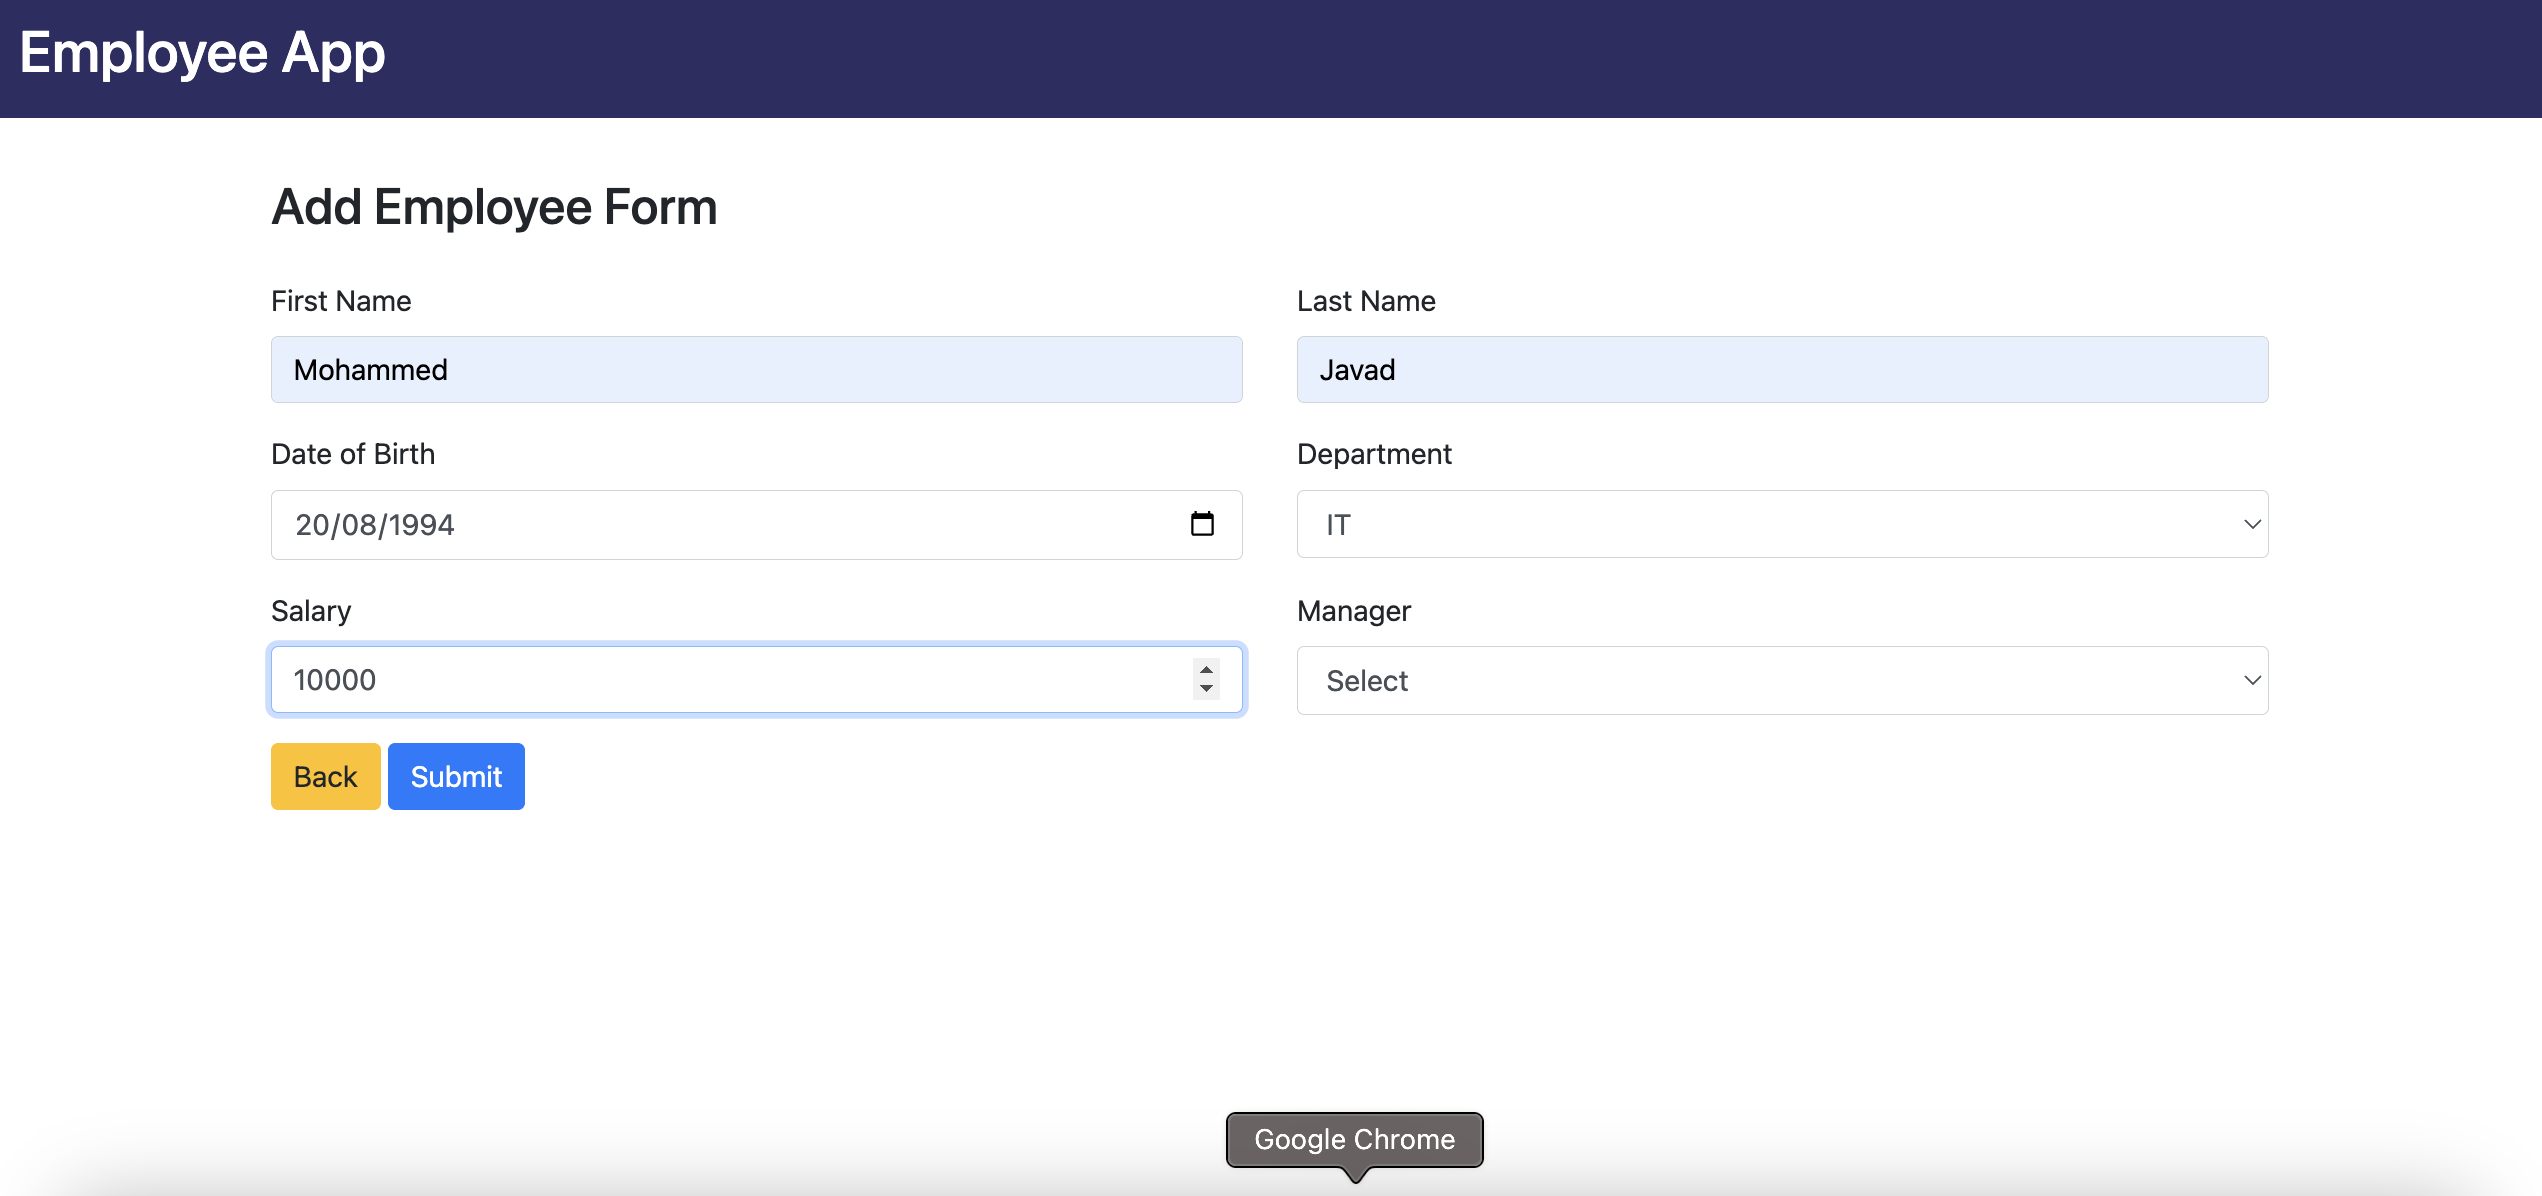 Employee App
Add Employee Form
First Name
Last Name
Mohammed
Javad
Date of Birth
Department
20/08/1994
IT
Salary
Manager
10000
Select
Back
Submit
Google Chrome